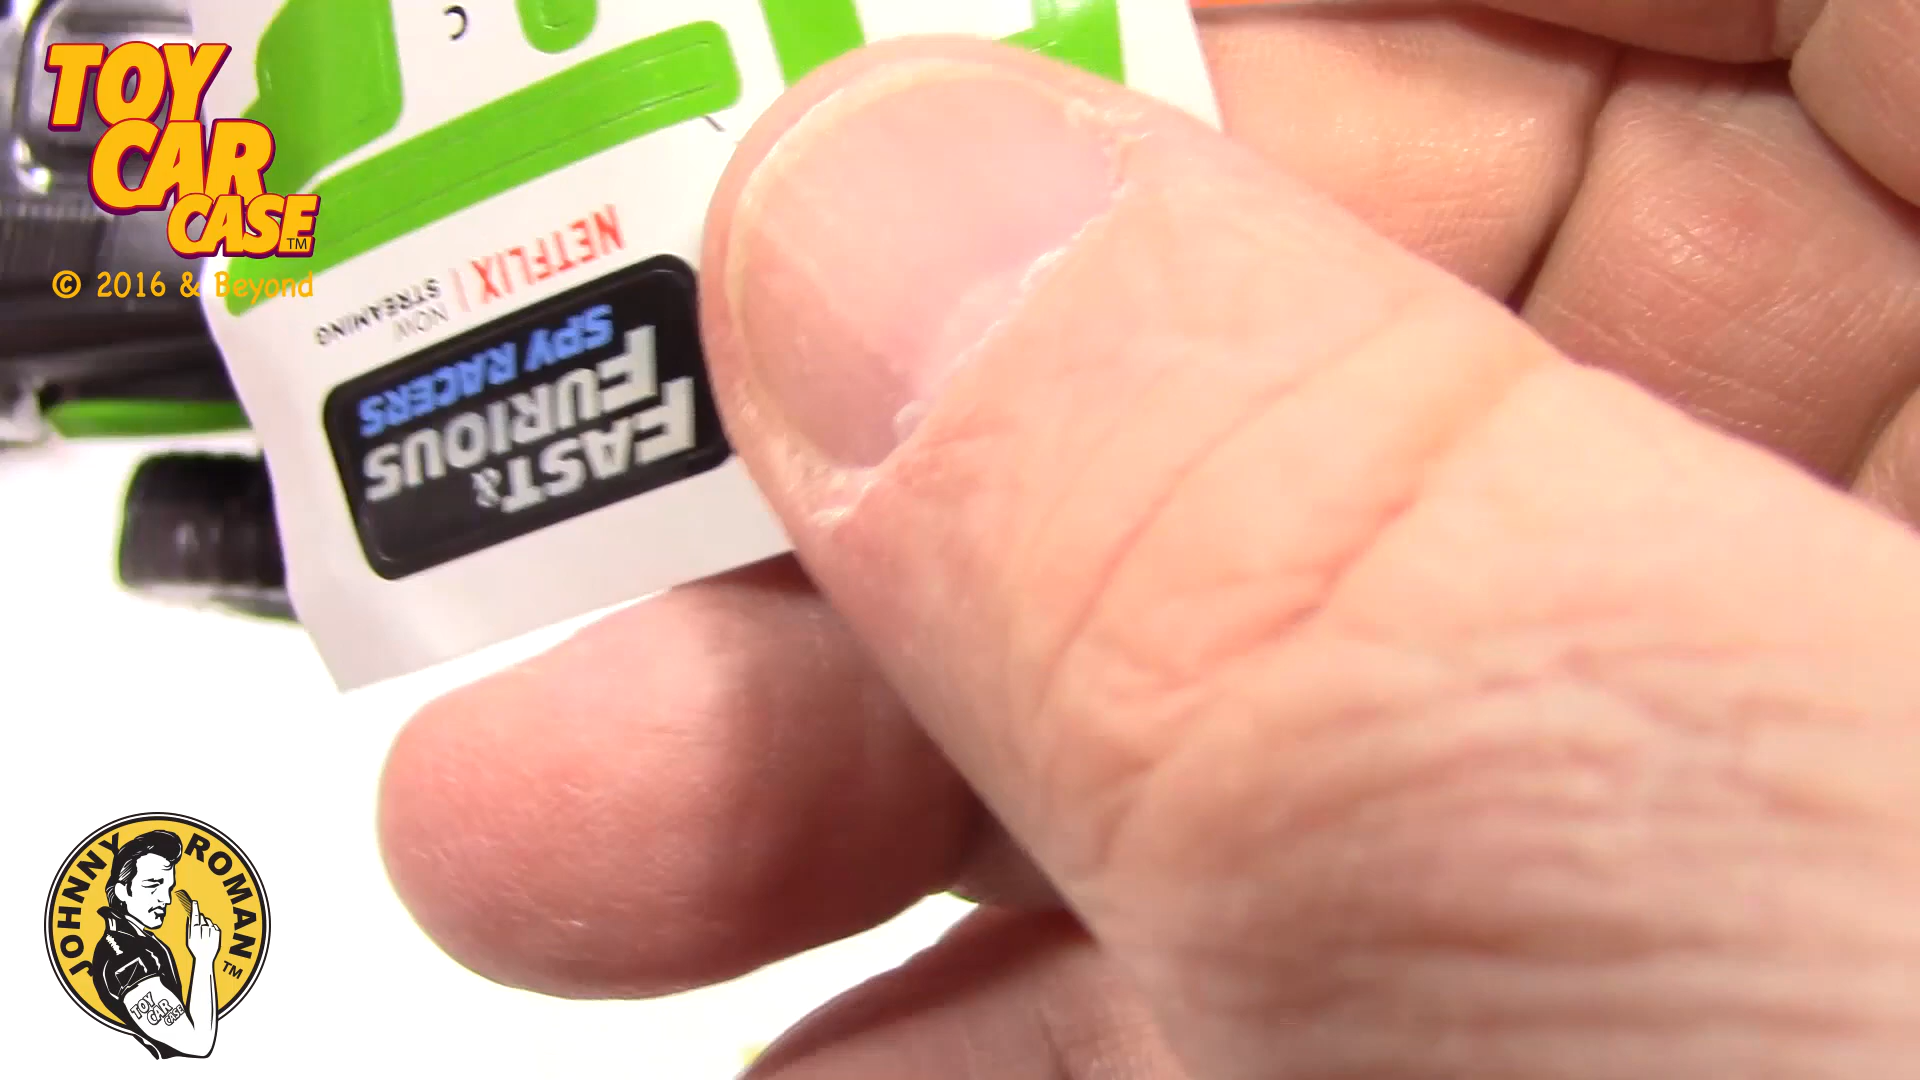 TOY
CAR
CASE
TM
© 2016 & Beyond
C
NOW
STREAMING
NETFLIX
FAST &
FURIOUS
SPY RACERS
JOHNNY ROMAN
TM
TOY
CAR
CASE